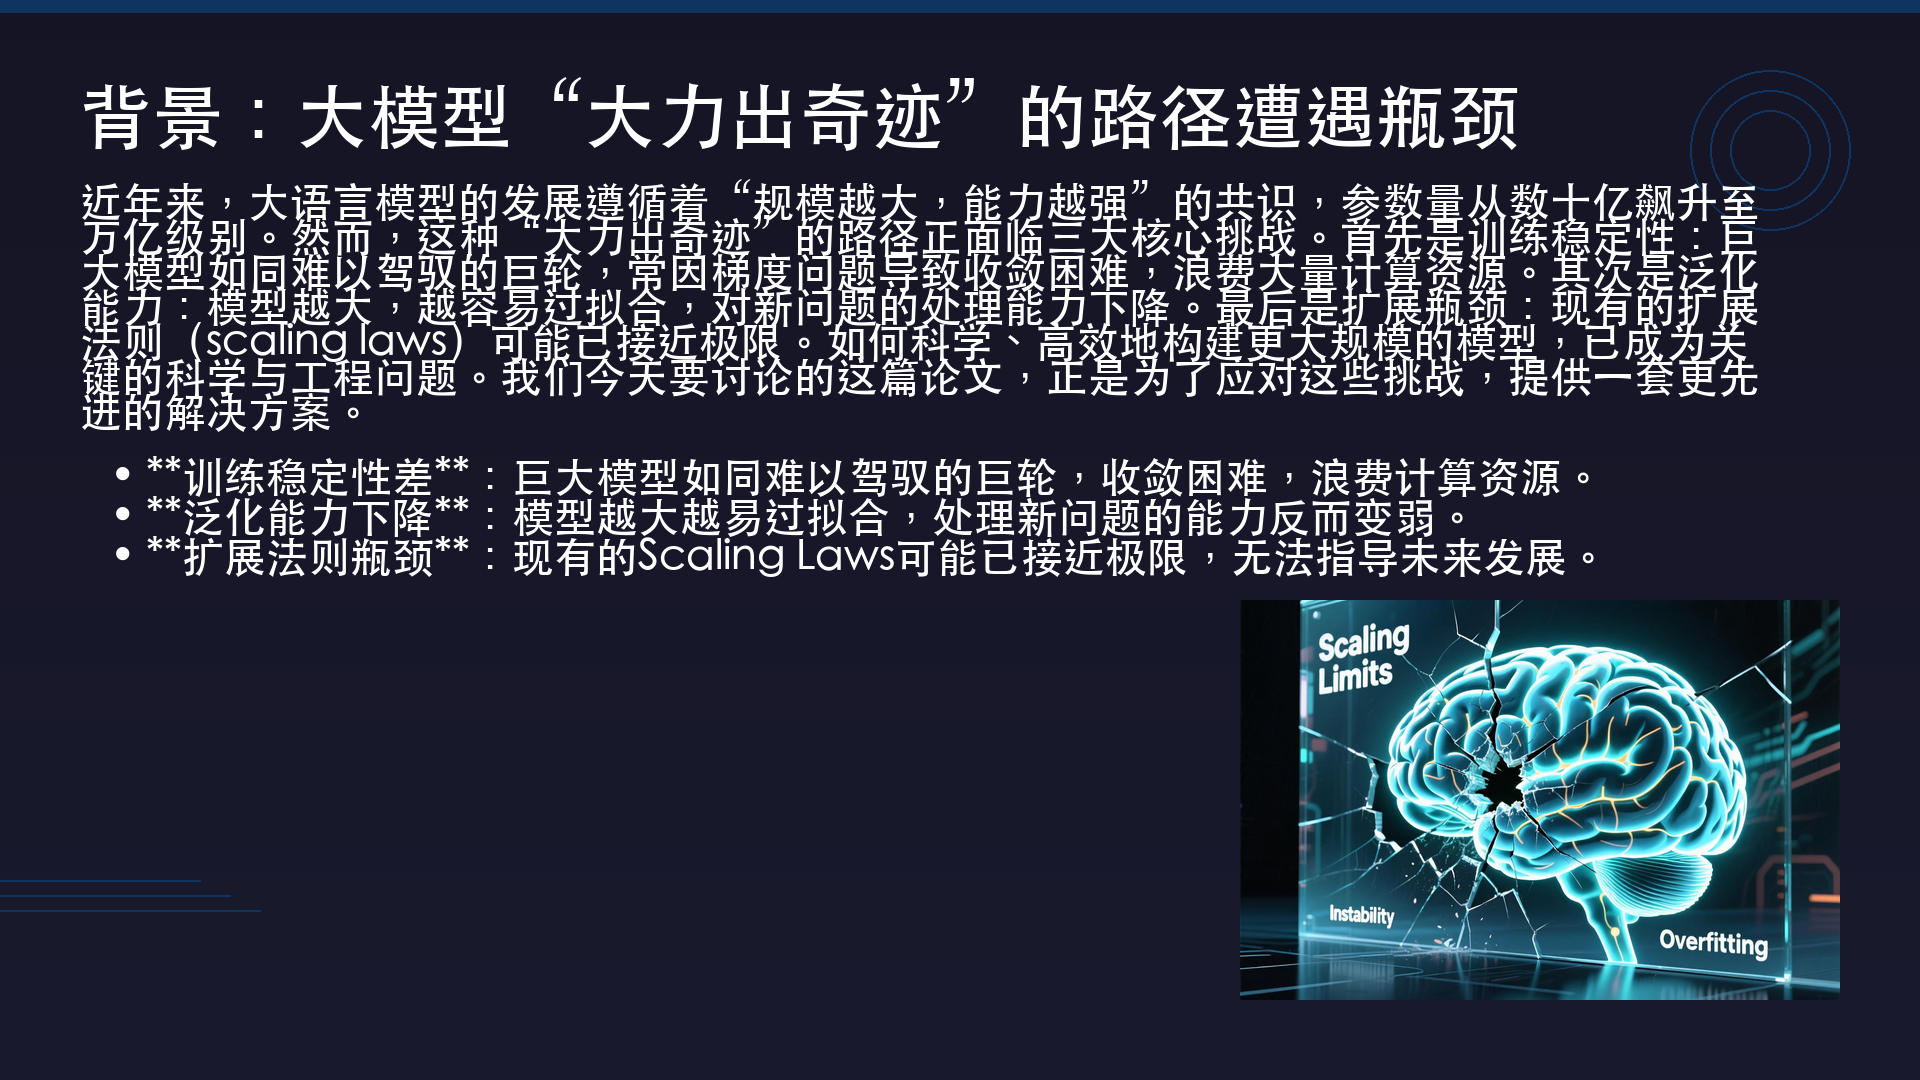 背景：大模型“大力出奇迹”的路径遭遇瓶颈
近年来，大语言模型的发展遵循着“规模越大，能力越强”的共识，参数量从数十亿飙升至
万亿级别。然而，这种“大力出奇迹”的路径正面临三大核心挑战。首先是训练稳定性：巨
大模型如同难以驾驭的巨轮，常因梯度问题导致收敛困难，浪费大量计算资源。其次是泛化
能力：模型越大，越容易过拟合，对新问题的处理能力下降。最后是扩展瓶颈：现有的扩展
法则（scaling laws）可能已接近极限。如何科学、高效地构建更大规模的模型，已成为关
键的科学与工程问题。我们今天要讨论的这篇论文，正是为了应对这些挑战，提供一套更先
进的解决方案。
• **训练稳定性差**：巨大模型如同难以驾驭的巨轮，收敛困难，浪费计算资源。
• **泛化能力下降**：模型越大越易过拟合，处理新问题的能力反而变弱。
• **扩展法则瓶颈**：现有的Scaling Laws可能已接近极限，无法指导未来发展。
Scaling
Limits
Instability
Overfitting